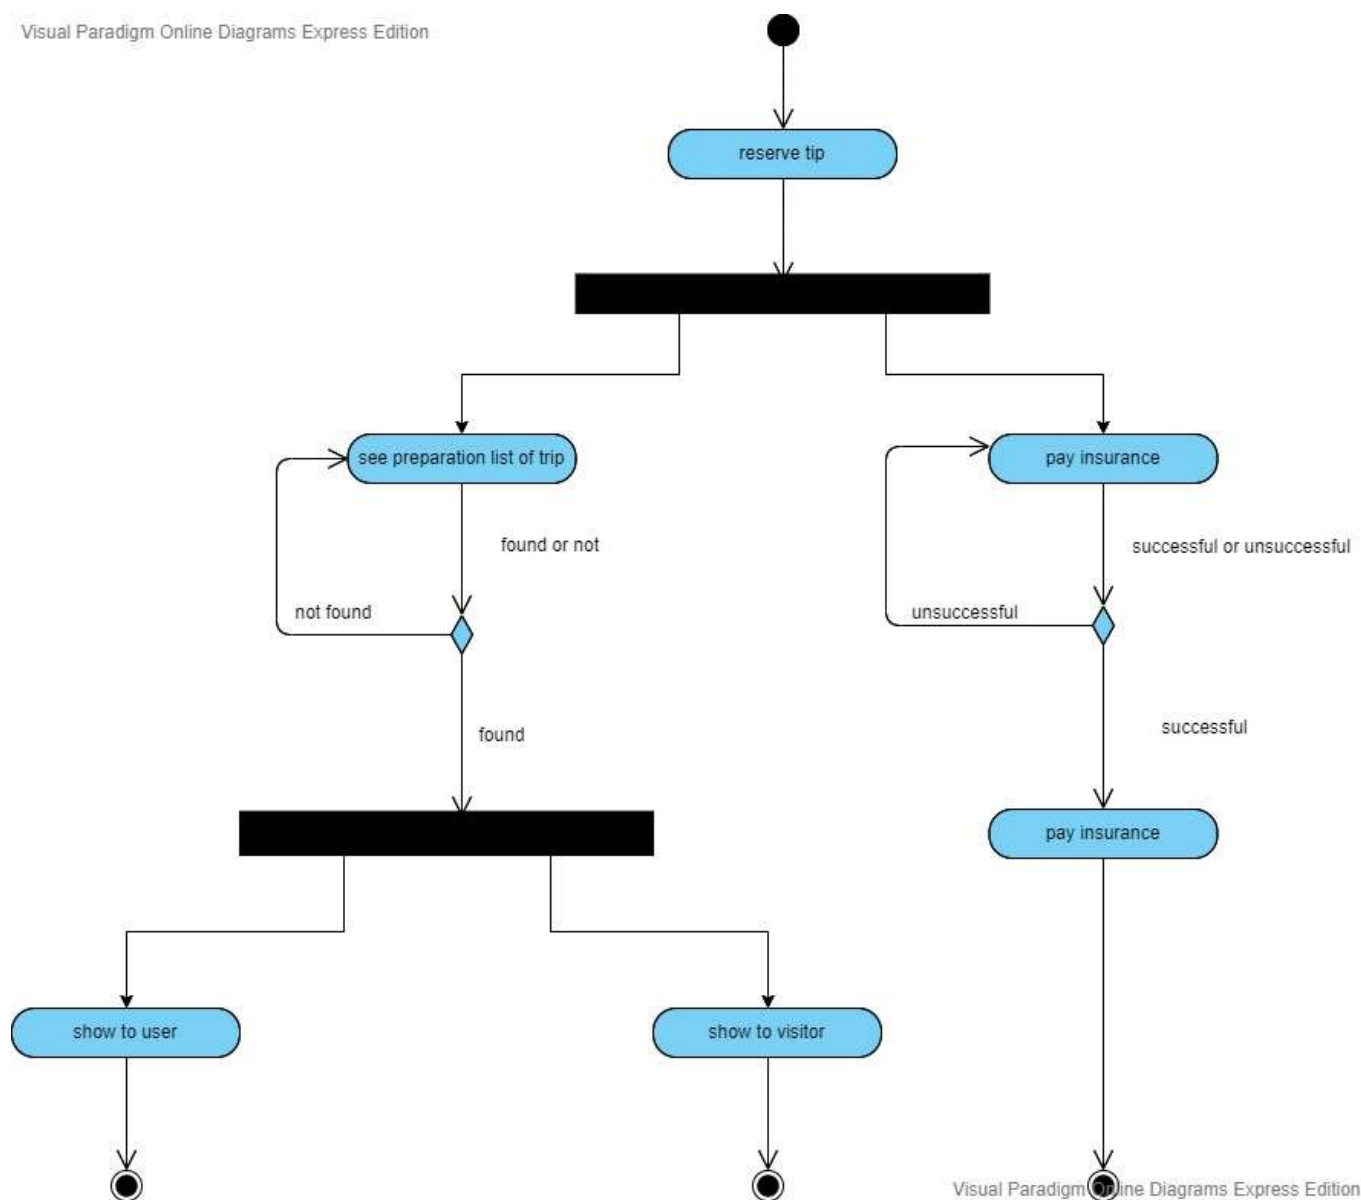 Visual Paradigm Online Diagrams Express Edition
reserve tip
see preparation list of trip
pay insurance
found or not
successful or unsuccessful
not found
unsuccessful
found
successful
pay insurance
show to user
show to visitor
Visual Paradigm Online Diagrams Express Edition